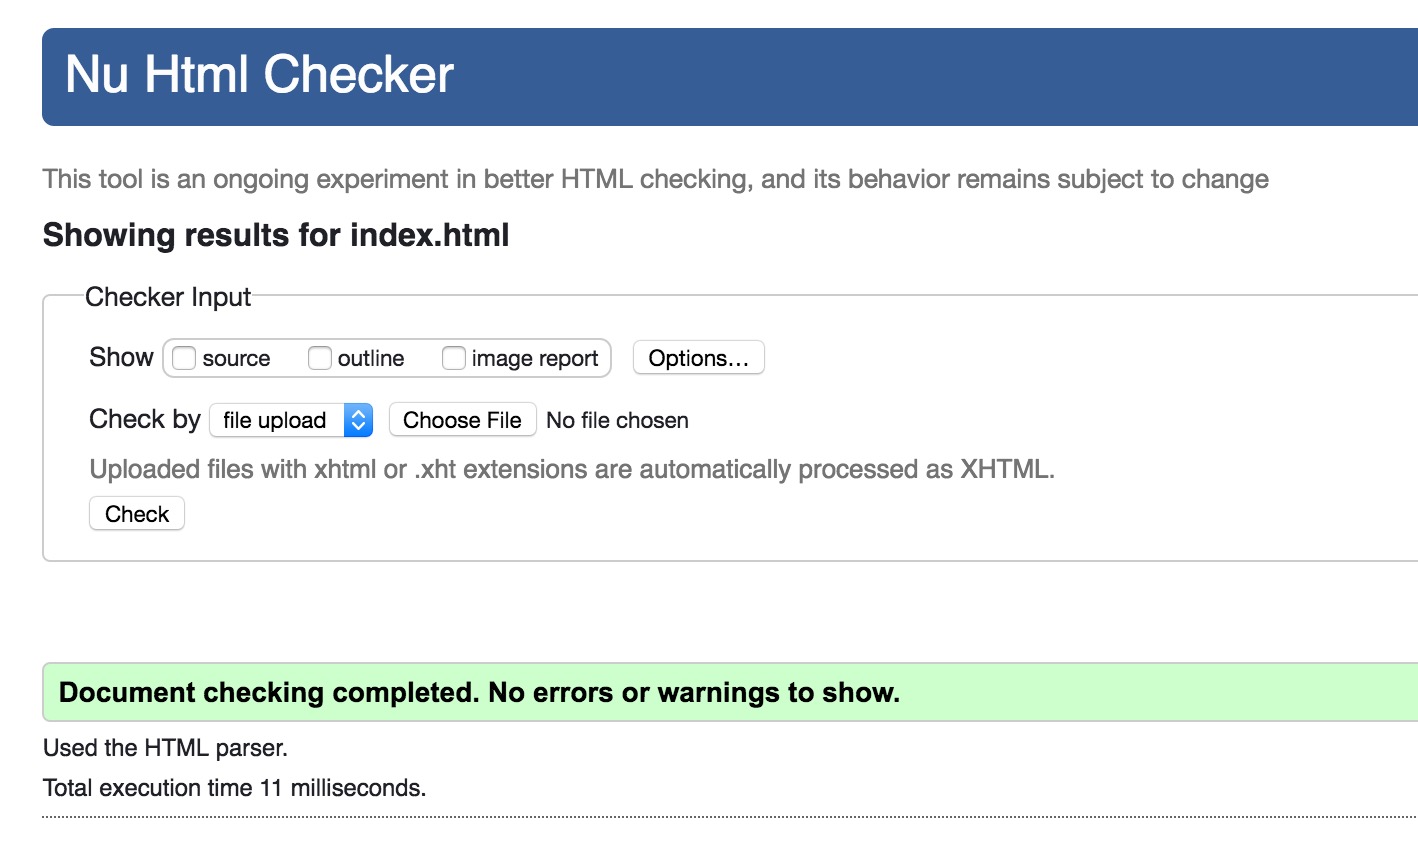 Nu Html Checker
This tool is an ongoing experiment in better HTML checking, and its behavior remains subject to change
Showing results for index.html
Checker Input
Show source outline image report Options...
Check by file upload Choose File No file chosen
Uploaded files with xhtml or .xht extensions are automatically processed as XHTML.
Check
Document checking completed. No errors or warnings to show.
Used the HTML parser.
Total execution time 11 milliseconds.